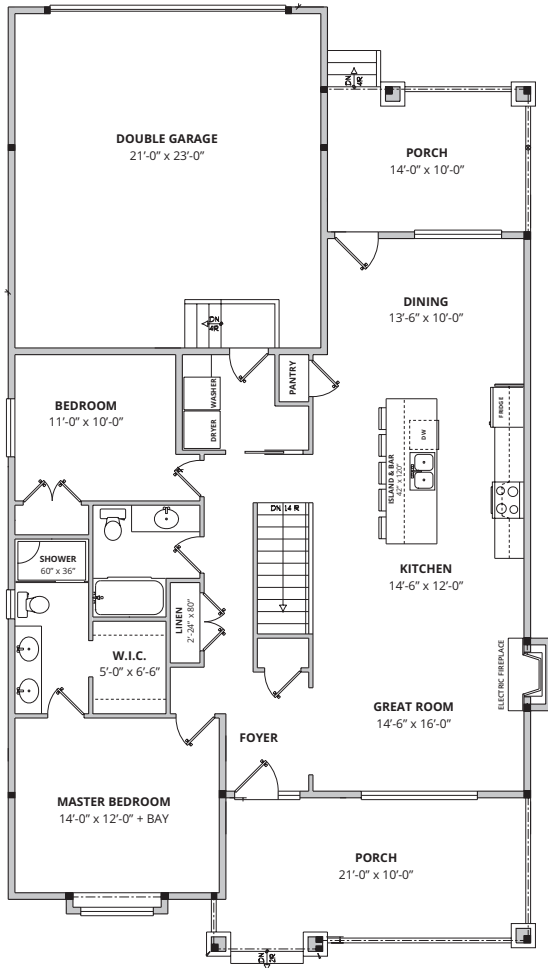 DN
4R
DOUBLE GARAGE
21’-0” x 23’-0”
PORCH
14’-0” x 10’-0”
DINING
13’-6” x 10’-0”
DN
4R
PANTRY
WASHER
DRYER
BEDROOM
11’-0” x 10’-0”
FRIDGE
DW
ISLAND & BAR
42” x 120”
DN 14 R
SHOWER
60” x 36”
KITCHEN
14’-6” x 12’-0”
LINEN
2’-24” x 80”
W.I.C.
5’-0” x 6’-6”
ELECTRIC FIREPLACE
GREAT ROOM
14’-6” x 16’-0”
FOYER
MASTER BEDROOM
14’-0” x 12’-0” + BAY
PORCH
21’-0” x 10’-0”
DN
2R